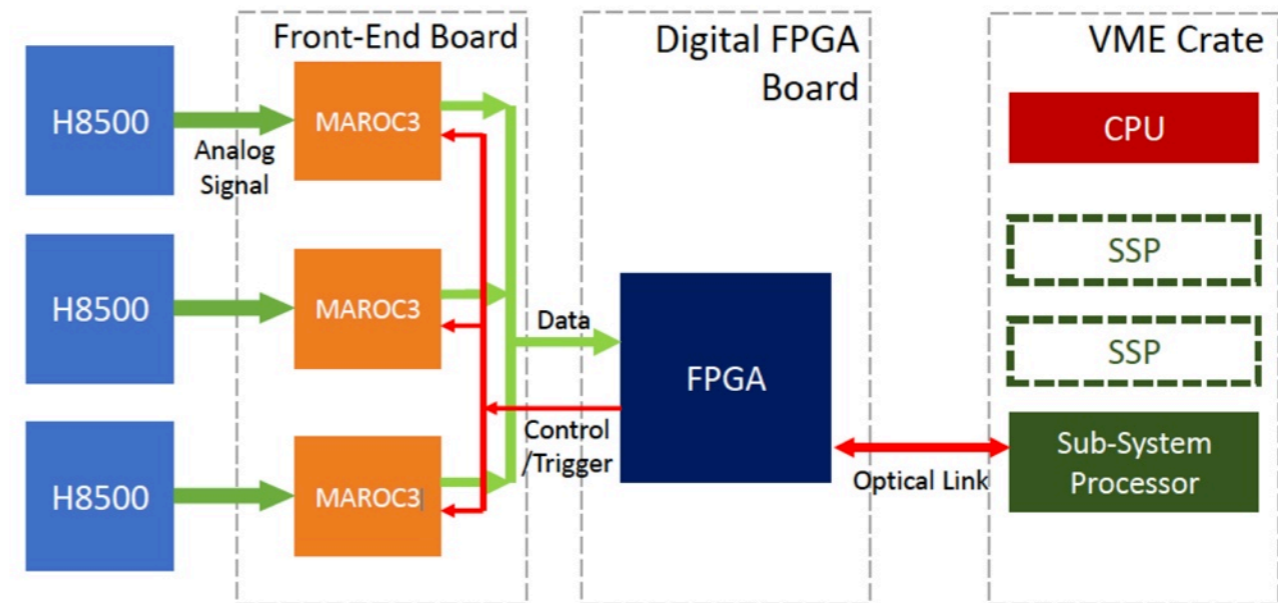 Front-End Board
Digital FPGA
Board
VME Crate
H8500
Analog
Signal
MAROC3
CPU
H8500
MAROC3
Data
SSP
SSP
FPGA
H8500
MAROC3
Control
/Trigger
Optical Link
Sub-System
Processor